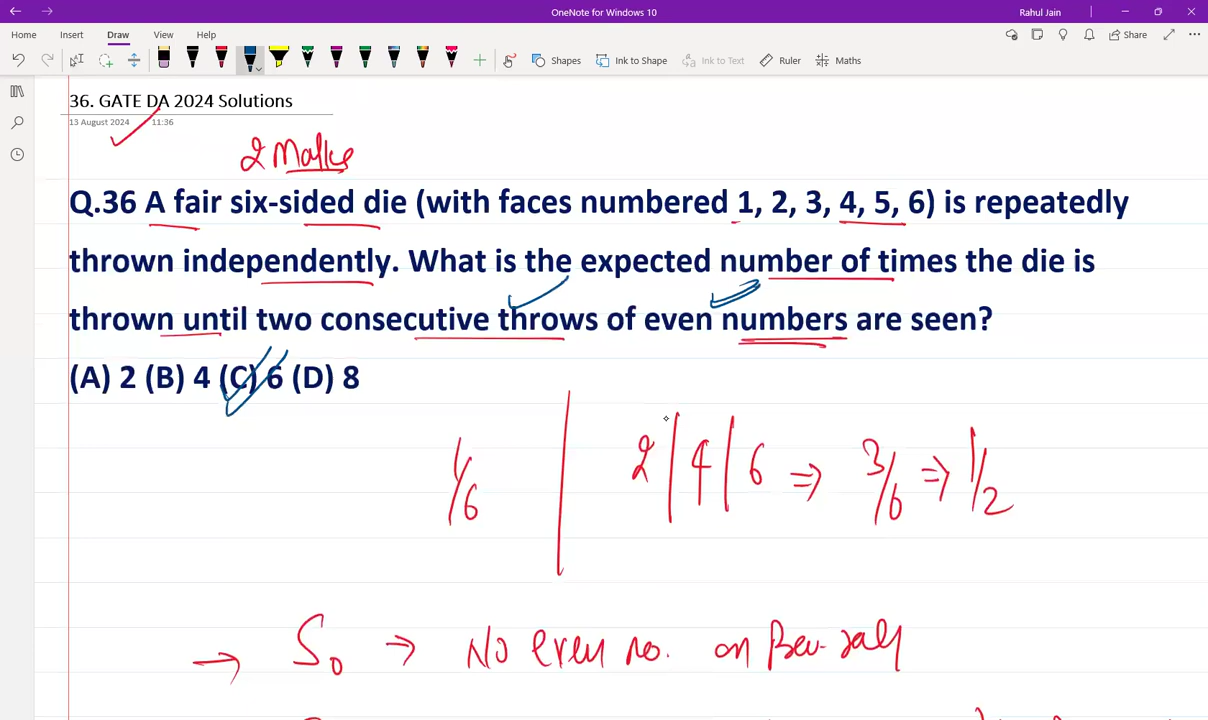 OneNote for Windows 10
Rahul Jain
Home Insert Draw View Help
Share
Shapes Ink to Shape Ink to Text Ruler Maths
36. GATE DA 2024 Solutions
13 August 2024 11:36
2 Marks
Q.36 A fair six-sided die (with faces numbered 1, 2, 3, 4, 5, 6) is repeatedly
thrown independently. What is the expected number of times the die is
thrown until two consecutive throws of even numbers are seen?
(A) 2 (B) 4 (C) 6 (D) 8
1/6 2 | 4 | 6 ⇒ 3/6 ⇒ 1/2
→ S₀ ⇒ No even no. on